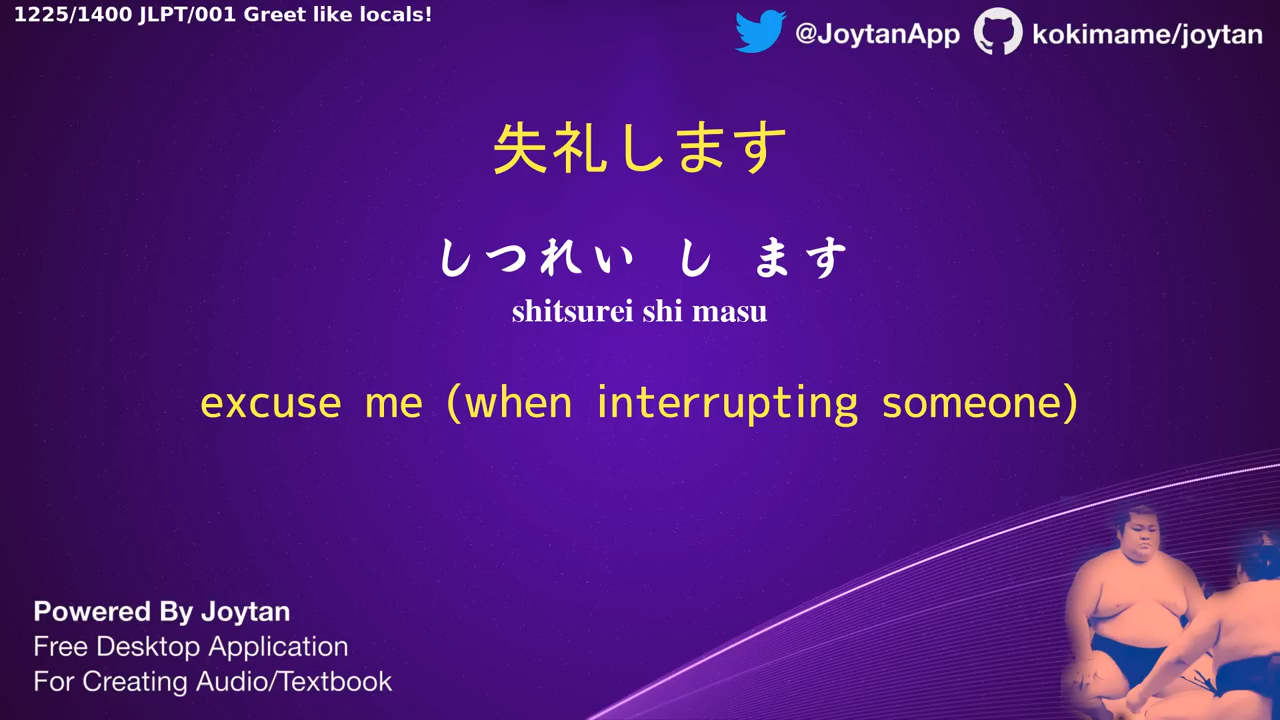 1225/1400 JLPT/001 Greet like locals!
@JoytanApp kokimame/joytan
失礼します
しつれい し ます
shitsurei shi masu
excuse me (when interrupting someone)
Powered By Joytan
Free Desktop Application
For Creating Audio/Textbook